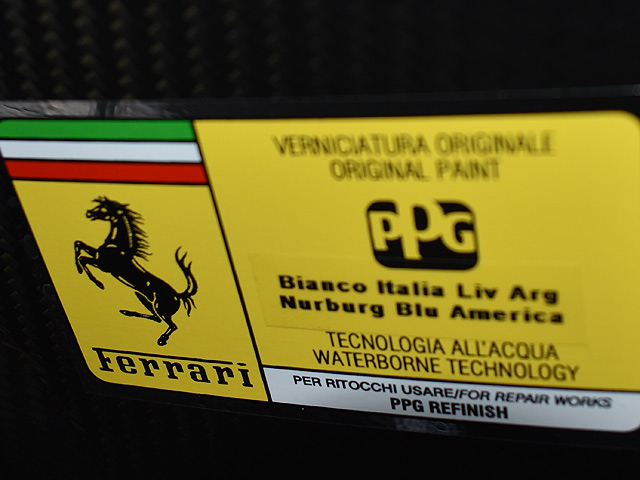 Ferrari
VERNICIATURA ORIGINALE
ORIGINAL PAINT
PPG
Bianco Italia Liv Arg
Nurburg Blu America
TECNOLOGIA ALL'ACQUA
WATERBORNE TECHNOLOGY
PER RITOCCHI USARE/FOR REPAIR WORKS
PPG REFINISH